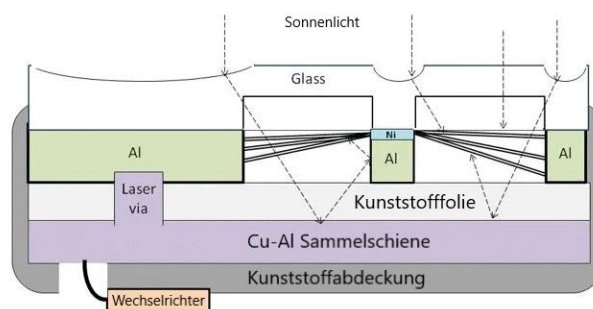 Sonnenlicht
Glass
Al
Ni
Al
Al
Laser
via
Kunststofffolie
Cu-Al Sammelschiene
Kunststoffabdeckung
Wechselrichter